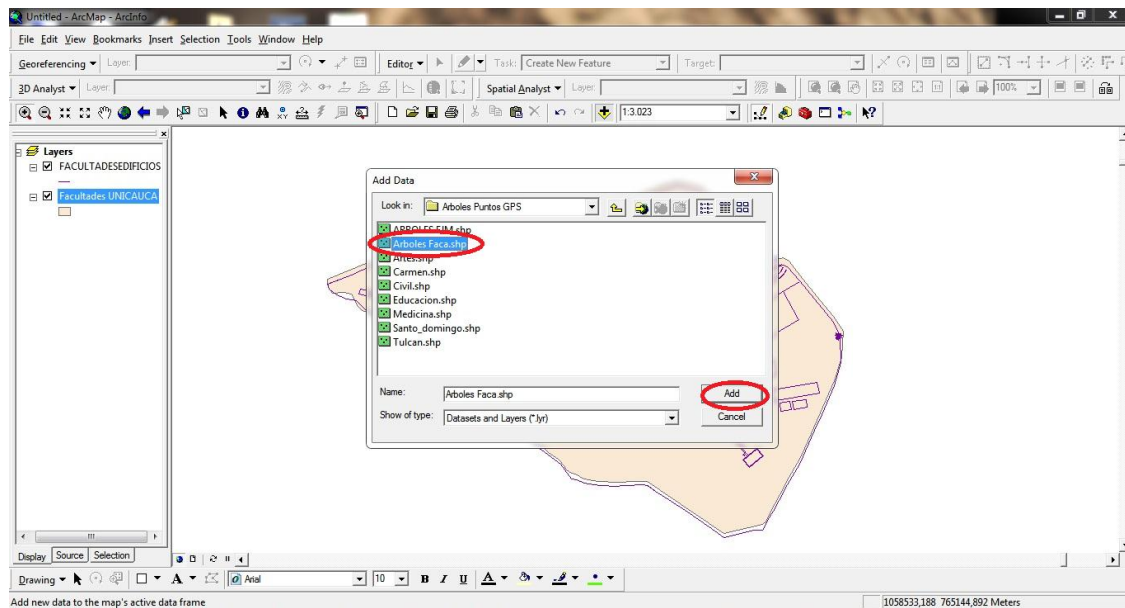 Untitled - ArcMap - ArcInfo
File Edit View Bookmarks Insert Selection Tools Window Help
Georeferencing Layer: Editor Task: Create New Feature Target:
3D Analyst Layer: Spatial Analyst Layer: 100%
1:3.023
Layers
FACULTADESEDIFICIOS
Facultades UNICAUCA
Add Data
Look in: Arboles Puntos GPS
ARBOLES FIM.shp
Arboles Faca.shp
Artes.shp
Carmen.shp
Civil.shp
Educacion.shp
Medicina.shp
Santo_domingo.shp
Tulcan.shp
Name: Arboles Faca.shp Add
Show of type: Datasets and Layers (*.lyr) Cancel
Display Source Selection
Drawing A Arial 10 B I U A
Add new data to the map's active data frame 1058533,188 765144,892 Meters